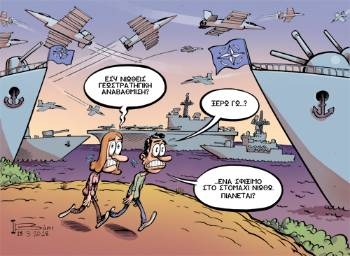 ΕΣΥ ΝΙΩΘΕΙΣ
ΓΕΩΣΤΡΑΤΗΓΙΚΗ
ΑΝΑΒΑΘΜΙΣΗ;
ΞΕΡΩ ΓΩ..?
...ΕΝΑ ΣΦΙΞΙΜΟ
ΣΤΟ ΣΤΟΜΑΧΙ ΝΙΩΘΩ.
ΠΙΑΝΕΤΑΙ?